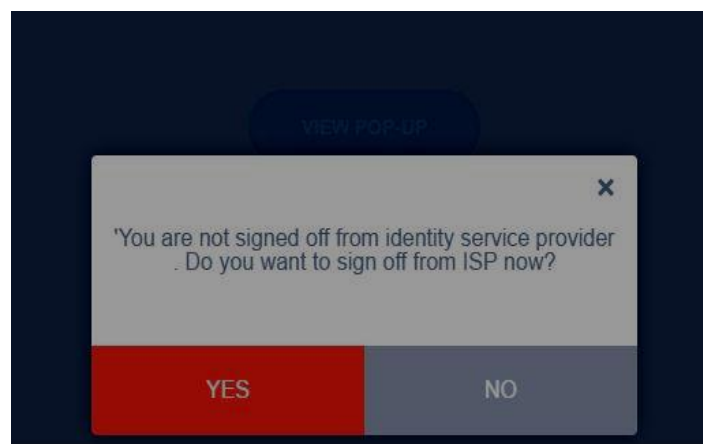 VIEW POP-UP
×
'You are not signed off from identity service provider
. Do you want to sign off from ISP now?
YES
NO